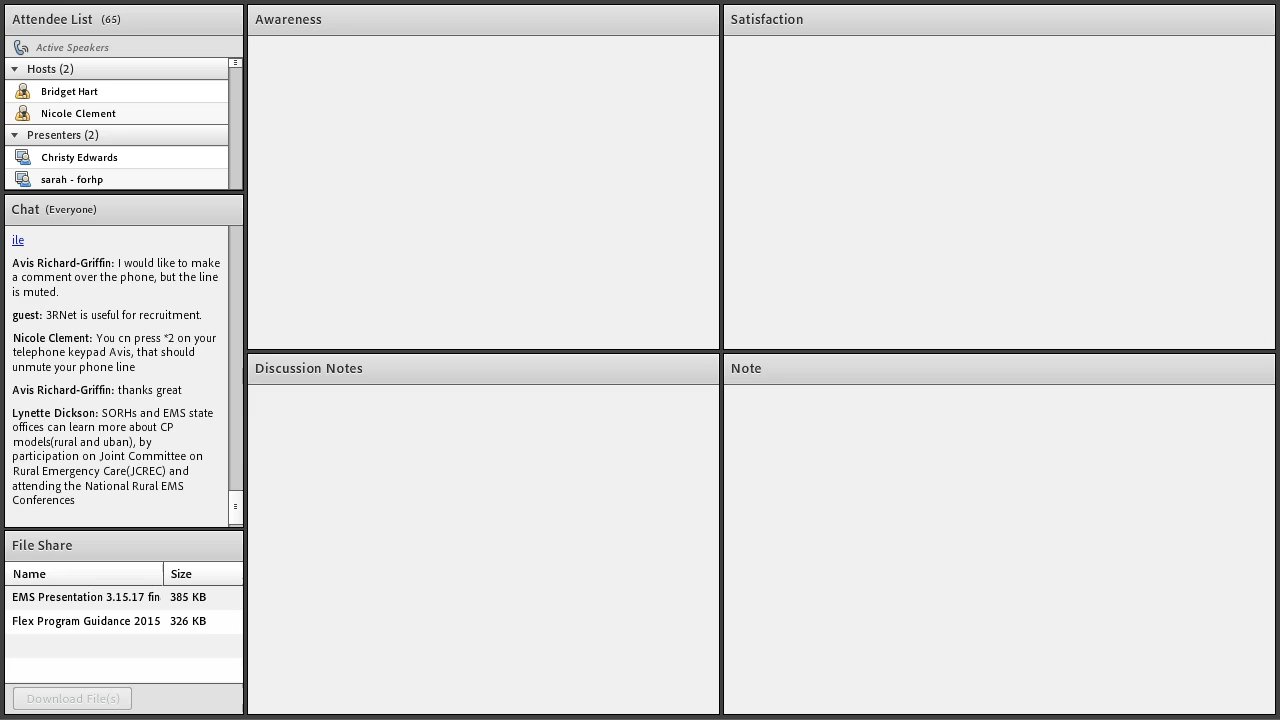 Attendee List (65)
Active Speakers
Hosts (2)
Bridget Hart
Nicole Clement
Presenters (2)
Christy Edwards
sarah - forhp
Chat (Everyone)
ile
Avis Richard-Griffin: I would like to make
a comment over the phone, but the line
is muted.
guest: 3RNet is useful for recruitment.
Nicole Clement: You cn press *2 on your
telephone keypad Avis, that should
unmute your phone line
Avis Richard-Griffin: thanks great
Lynette Dickson: SORHs and EMS state
offices can learn more about CP
models(rural and uban), by
participation on Joint Committee on
Rural Emergency Care(JCREC) and
attending the National Rural EMS
Conferences
File Share
Name Size
EMS Presentation 3.15.17 fin 385 KB
Flex Program Guidance 2015 326 KB
Download File(s)
Awareness
Satisfaction
Discussion Notes
Note